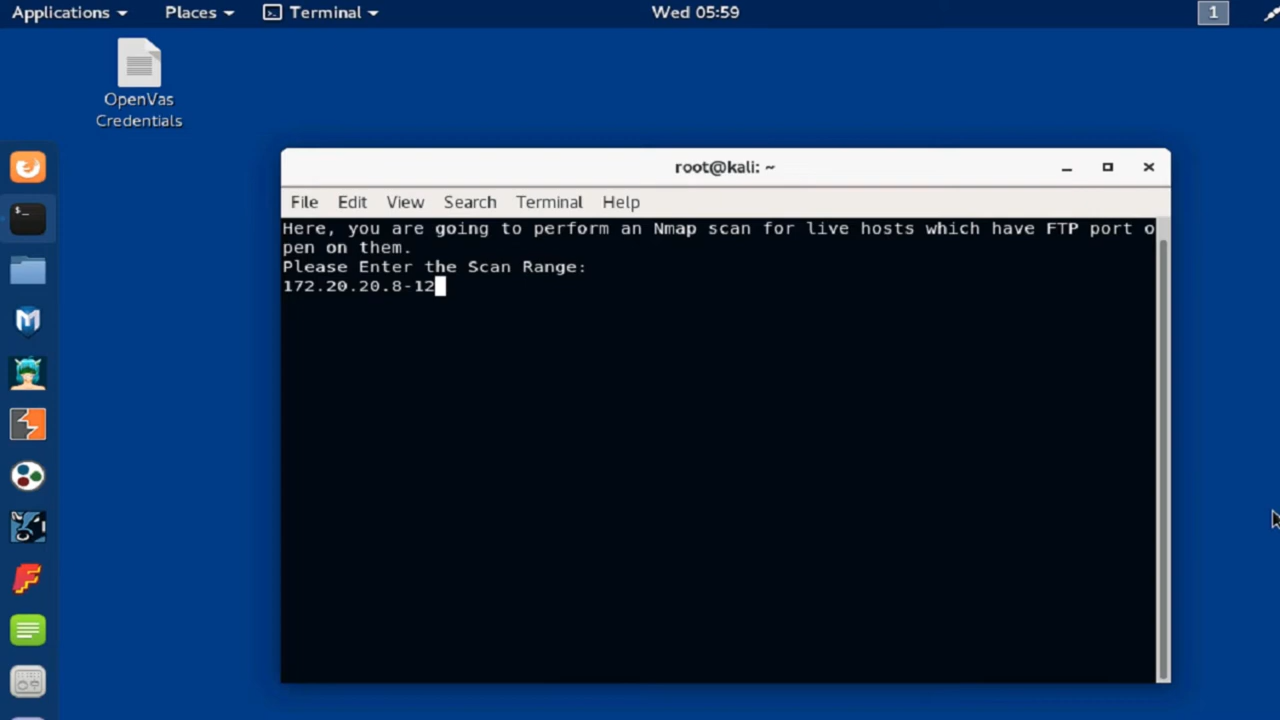 Applications Places Terminal Wed 05:59 1
OpenVas
Credentials
root@kali: ~
File Edit View Search Terminal Help
Here, you are going to perform an Nmap scan for live hosts which have FTP port o
pen on them.
Please Enter the Scan Range:
172.20.20.8-12